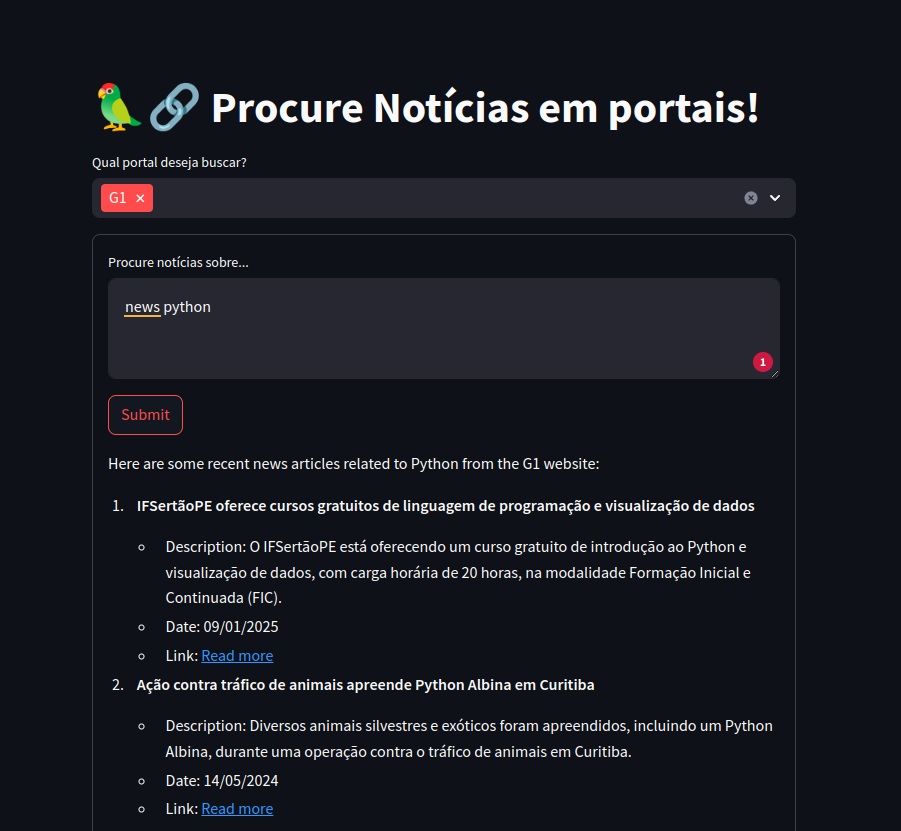 🦜🔗 Procure Notícias em portais!
Qual portal deseja buscar?
G1 ×
Procure notícias sobre...
news python
1
Submit
Here are some recent news articles related to Python from the G1 website:
1. IFSertãoPE oferece cursos gratuitos de linguagem de programação e visualização de dados
Description: O IFSertãoPE está oferecendo um curso gratuito de introdução ao Python e
visualização de dados, com carga horária de 20 horas, na modalidade Formação Inicial e
Continuada (FIC).
Date: 09/01/2025
Link: Read more
2. Ação contra tráfico de animais apreende Python Albina em Curitiba
Description: Diversos animais silvestres e exóticos foram apreendidos, incluindo um Python
Albina, durante uma operação contra o tráfico de animais em Curitiba.
Date: 14/05/2024
Link: Read more